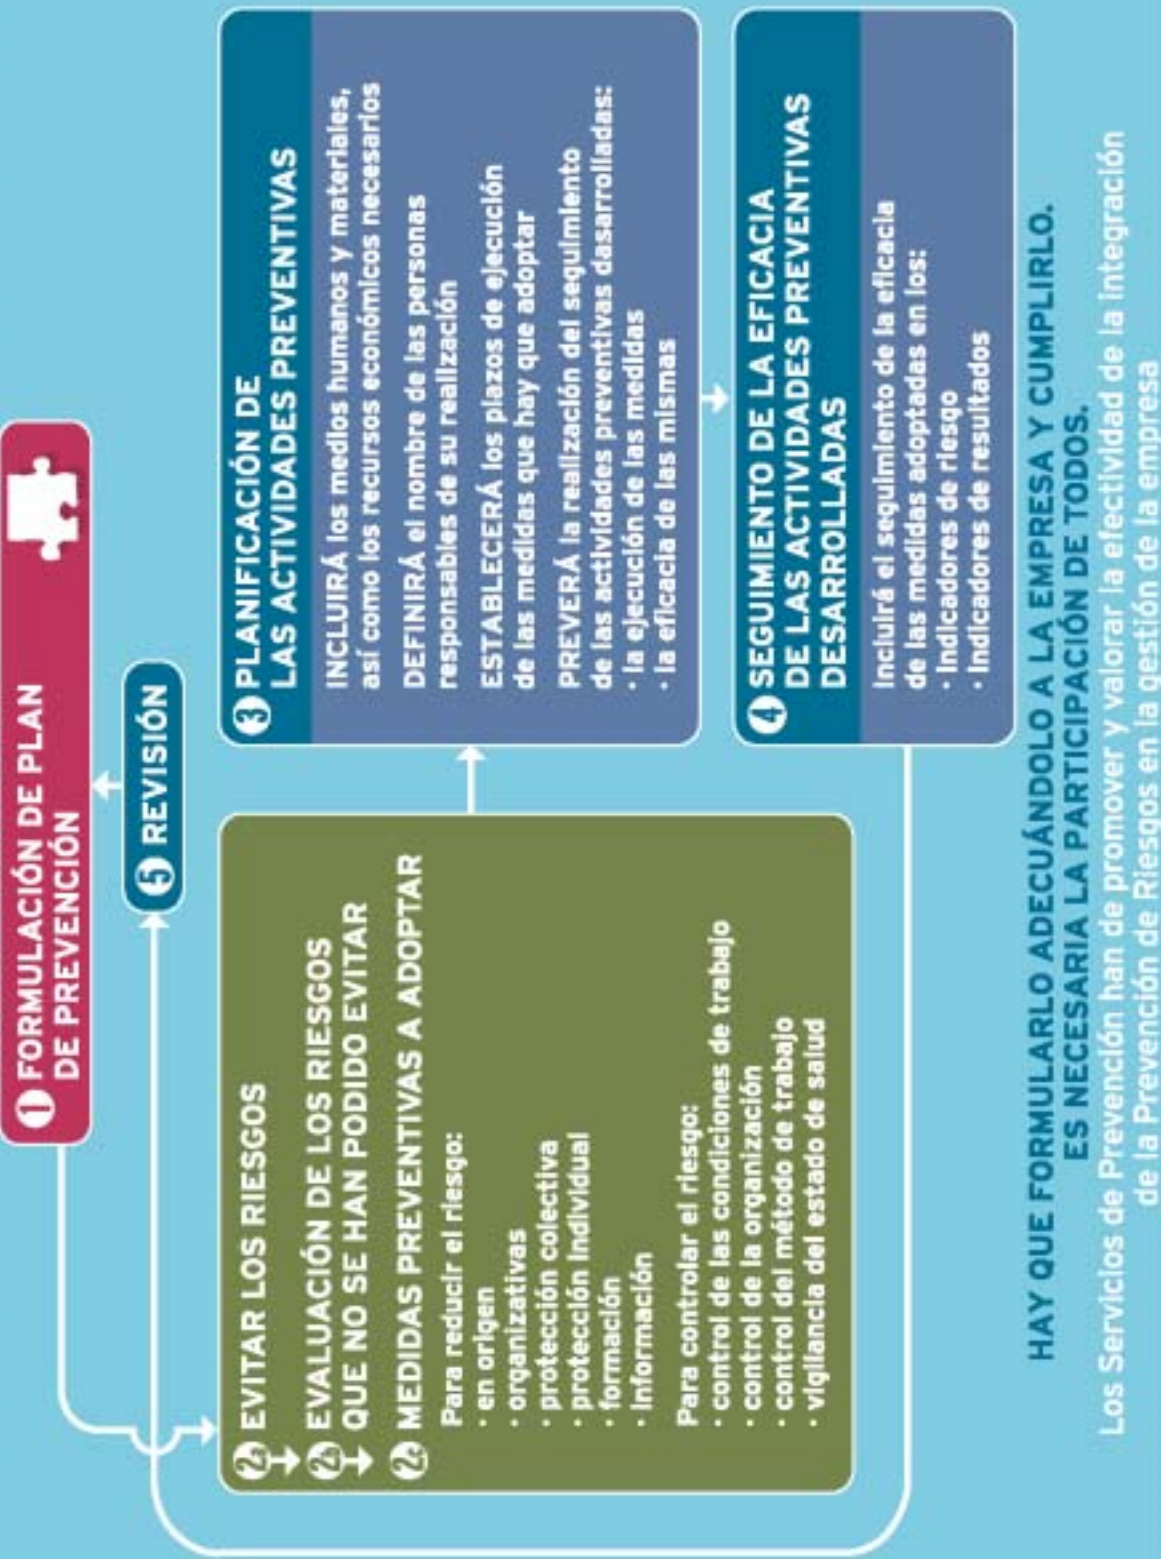 1 FORMULACIÓN DE PLAN
DE PREVENCIÓN
5 REVISIÓN
2a EVITAR LOS RIESGOS
2b EVALUACIÓN DE LOS RIESGOS
QUE NO SE HAN PODIDO EVITAR
2c MEDIDAS PREVENTIVAS A ADOPTAR
Para reducir el riesgo:
· en origen
· organizativas
· protección colectiva
· protección individual
· formación
· información
Para controlar el riesgo:
· control de las condiciones de trabajo
· control de la organización
· control del método de trabajo
· vigilancia del estado de salud
3 PLANIFICACIÓN DE
LAS ACTIVIDADES PREVENTIVAS
INCLUIRÁ los medios humanos y materiales,
así como los recursos económicos necesarios
DEFINIRÁ el nombre de las personas
responsables de su realización
ESTABLECERÁ los plazos de ejecución
de las medidas que hay que adoptar
PREVERÁ la realización del seguimiento
de las actividades preventivas dasarrolladas:
· la ejecución de las medidas
· la eficacia de las mismas
4 SEGUIMIENTO DE LA EFICACIA
DE LAS ACTIVIDADES PREVENTIVAS
DESARROLLADAS
Incluirá el seguimiento de la eficacia
de las medidas adoptadas en los:
· Indicadores de riesgo
· Indicadores de resultados
HAY QUE FORMULARLO ADECUÁNDOLO A LA EMPRESA Y CUMPLIRLO.
ES NECESARIA LA PARTICIPACIÓN DE TODOS.
Los Servicios de Prevención han de promover y valorar la efectividad de la integración
de la Prevención de Riesgos en la gestión de la empresa